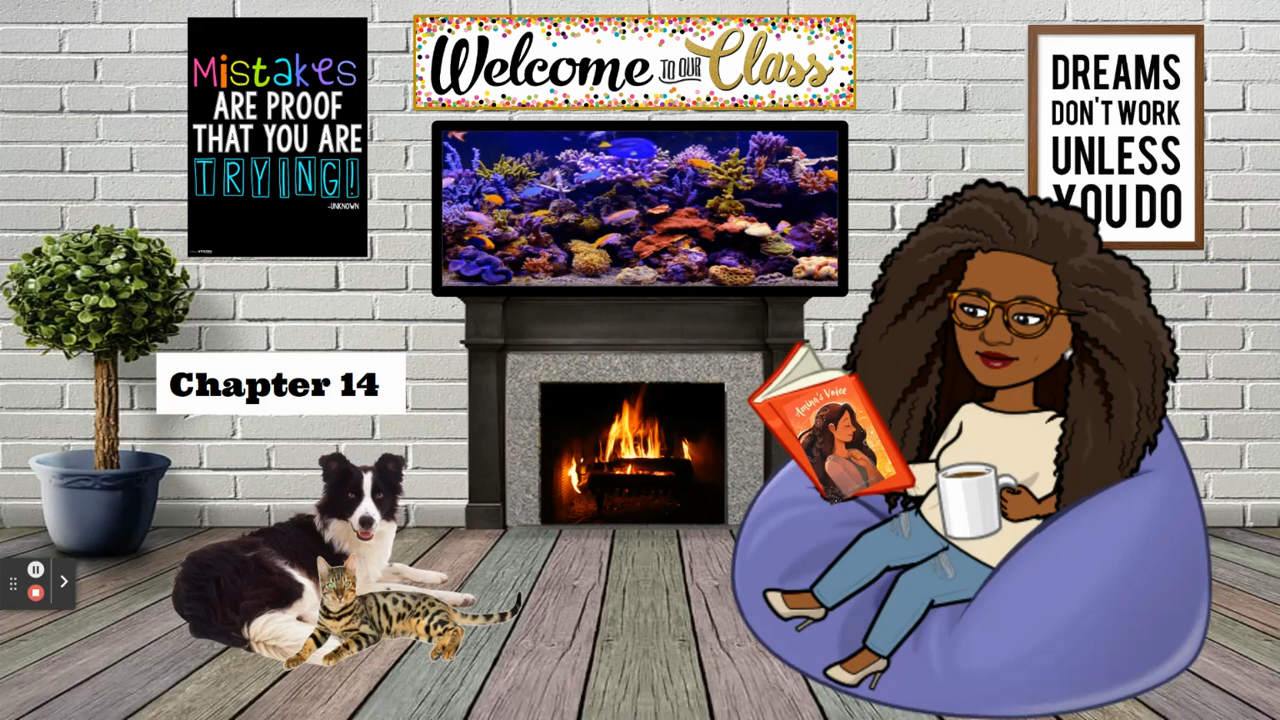 Mistakes
ARE PROOF
THAT YOU ARE
TRYING!
-UNKNOWN
Welcome TO OUR Class
DREAMS
DON'T WORK
UNLESS
YOU DO
Chapter 14
Amina's Voice